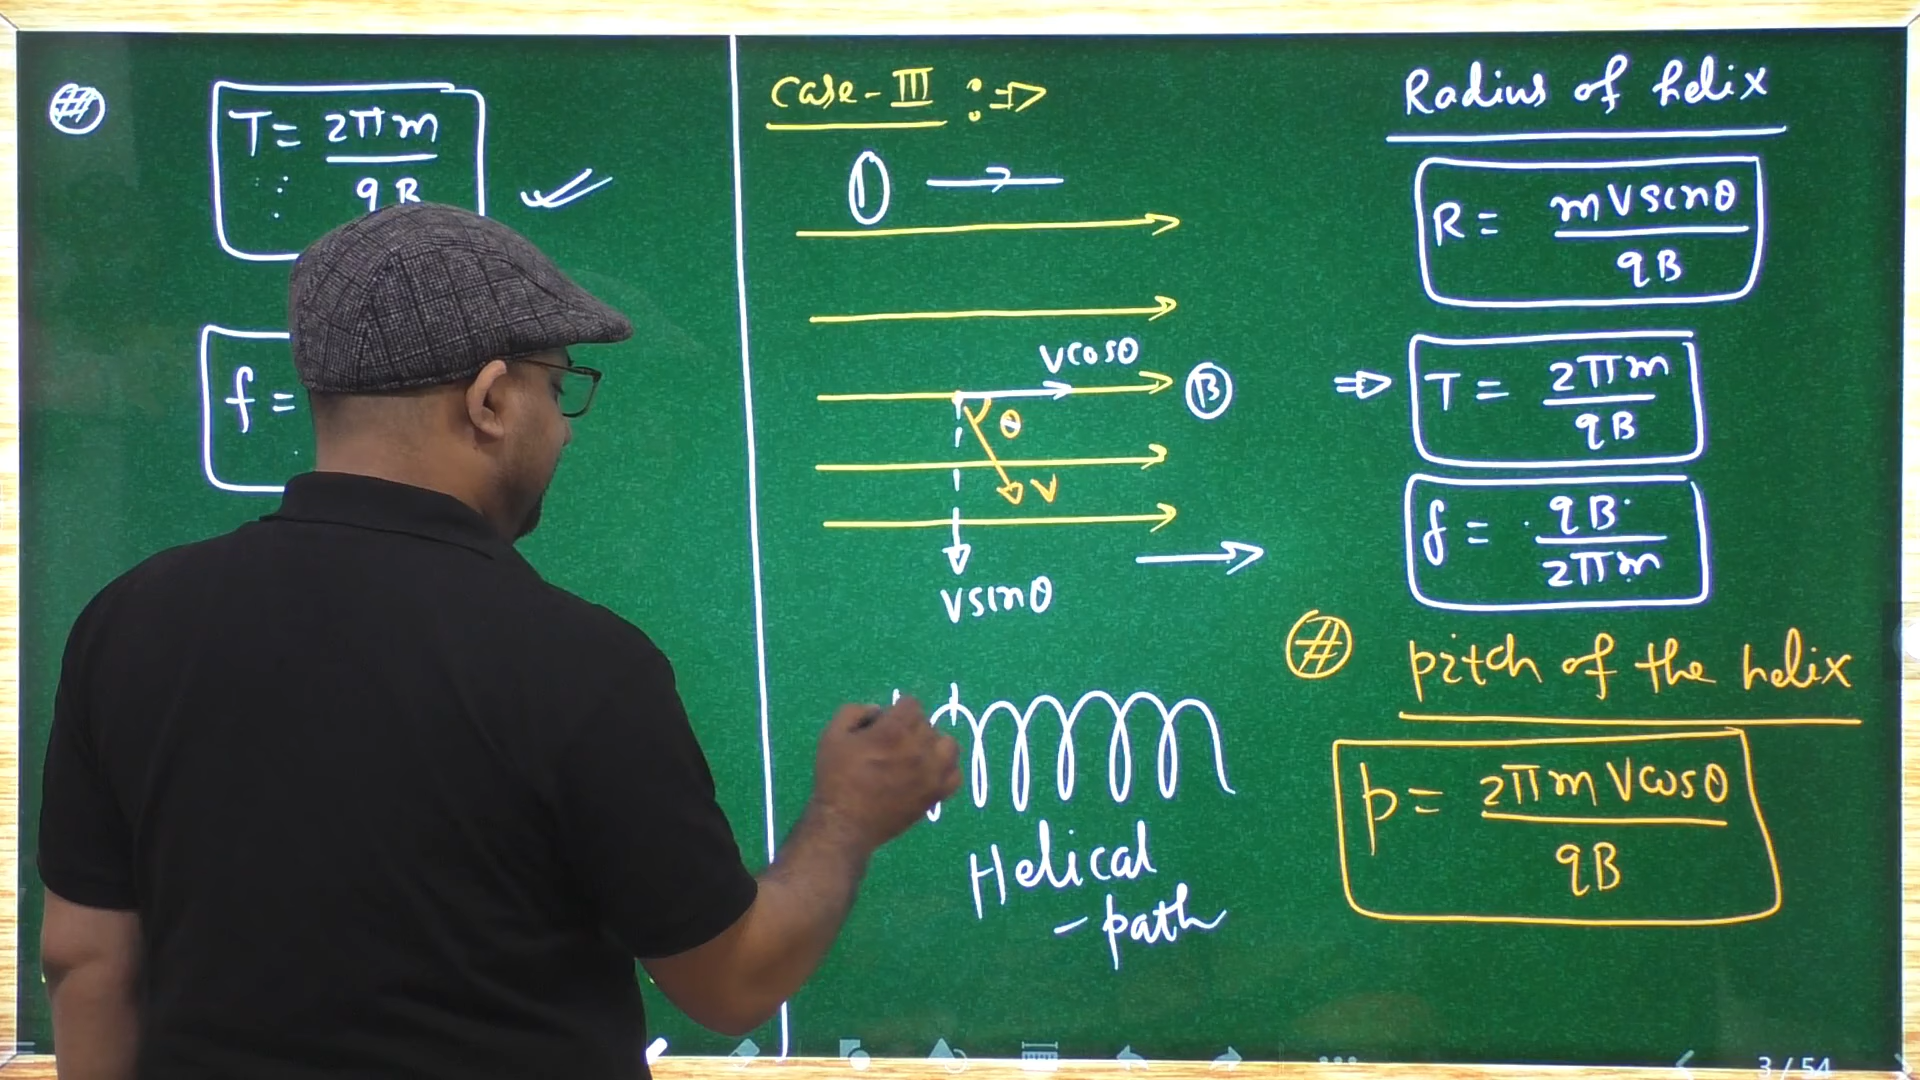 #
T = 2πm / qB
f =
Case-III :⇒
Vcosθ
B
θ
V
Vsinθ
Helical
- path
Radius of helix
R = mVsinθ / qB
⇒ T = 2πm / qB
f = qB / 2πm
# pitch of the helix
p = 2πmVcosθ / qB
3 / 54